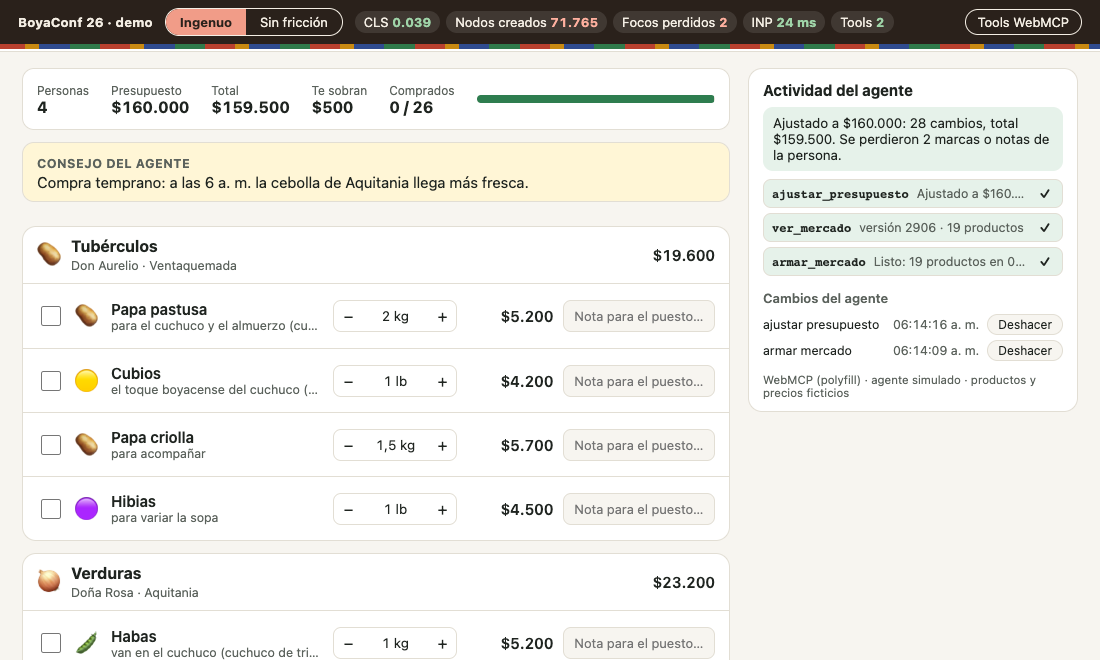 BoyaConf 26 · demo
Ingenuo
Sin fricción
CLS 0.039
Nodos creados 71.765
Focos perdidos 2
INP 24 ms
Tools 2
Tools WebMCP
Personas
4
Presupuesto
$160.000
Total
$159.500
Te sobran
$500
Comprados
0 / 26
CONSEJO DEL AGENTE
Compra temprano: a las 6 a. m. la cebolla de Aquitania llega más fresca.
Tubérculos
Don Aurelio · Ventaquemada
$19.600
Papa pastusa
para el cuchuco y el almuerzo (cu...
− 2 kg +
$5.200
Nota para el puesto...
Cubios
el toque boyacense del cuchuco (...
− 1 lb +
$4.200
Nota para el puesto...
Papa criolla
para acompañar
− 1,5 kg +
$5.700
Nota para el puesto...
Hibias
para variar la sopa
− 1 lb +
$4.500
Nota para el puesto...
Verduras
Doña Rosa · Aquitania
$23.200
Habas
van en el cuchuco (cuchuco de tri...
− 1 kg +
$5.200
Nota para el puesto...
Actividad del agente
Ajustado a $160.000: 28 cambios, total
$159.500. Se perdieron 2 marcas o notas de
la persona.
ajustar_presupuesto Ajustado a $160.... ✓
ver_mercado versión 2906 · 19 productos ✓
armar_mercado Listo: 19 productos en 0... ✓
Cambios del agente
ajustar presupuesto 06:14:16 a. m. Deshacer
armar mercado 06:14:09 a. m. Deshacer
WebMCP (polyfill) · agente simulado · productos y
precios ficticios